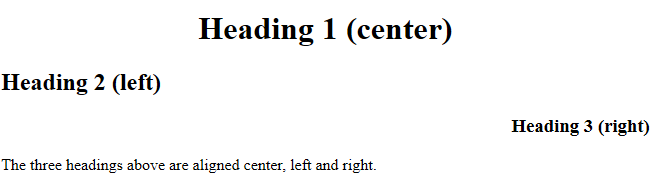 Heading 1 (center)
Heading 2 (left)
Heading 3 (right)
The three headings above are aligned center, left and right.